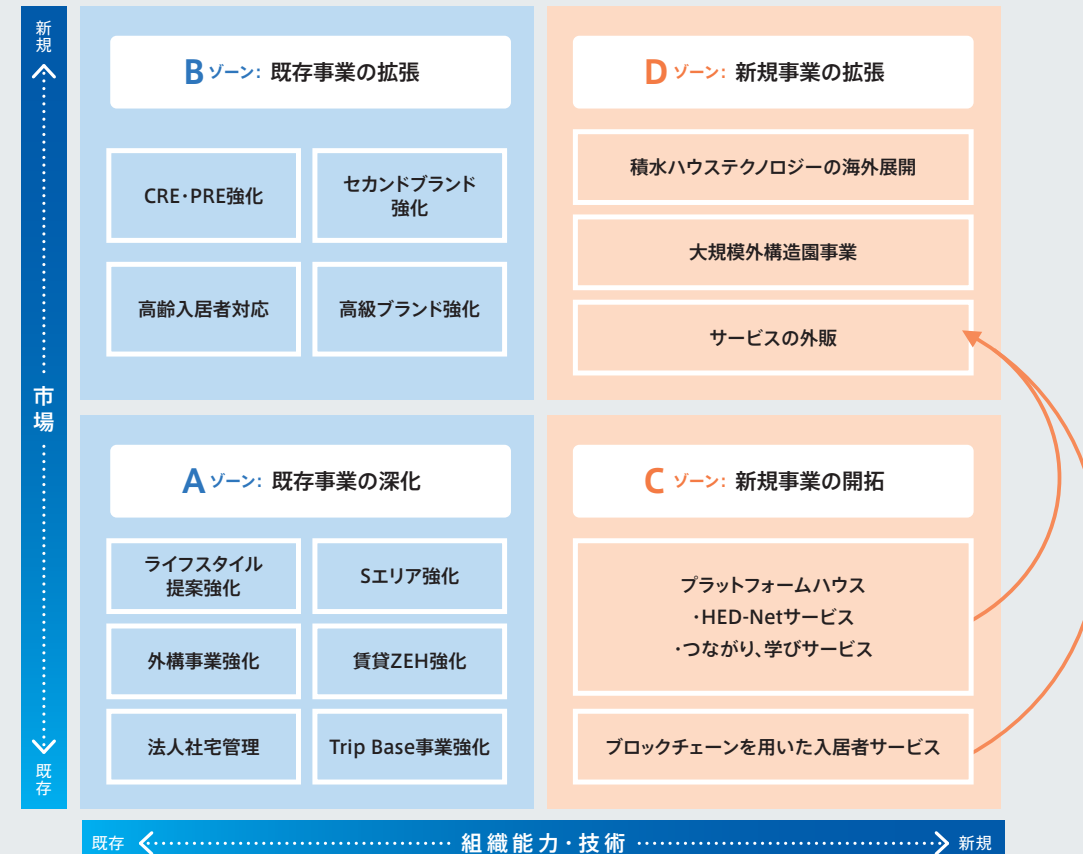 新規
市場
既存
Bゾーン: 既存事業の拡張
CRE・PRE強化
セカンドブランド
強化
高齢入居者対応
高級ブランド強化
Dゾーン: 新規事業の拡張
積水ハウステクノロジーの海外展開
大規模外構造園事業
サービスの外販
Aゾーン: 既存事業の深化
ライフスタイル
提案強化
Sエリア強化
外構事業強化
賃貸ZEH強化
法人社宅管理
Trip Base事業強化
Cゾーン: 新規事業の開拓
プラットフォームハウス
・HED-Netサービス
・つながり、学びサービス
ブロックチェーンを用いた入居者サービス
既存 組織能力・技術 新規